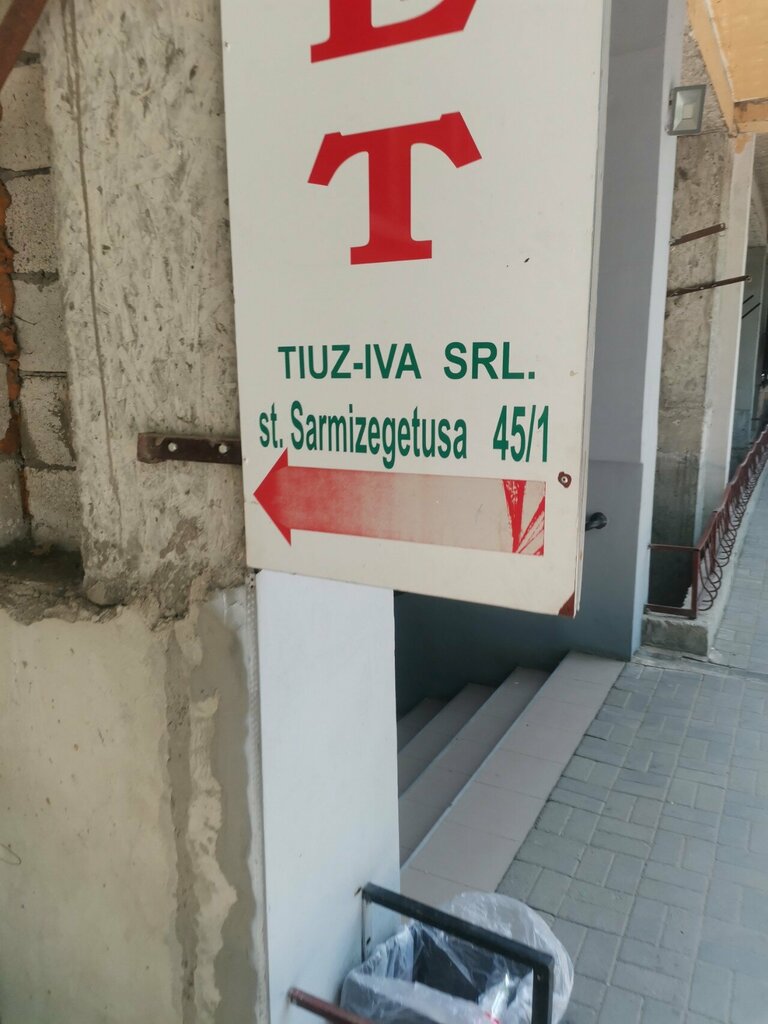 T
TIUZ-IVA SRL.
st. Sarmizegetusa 45/1